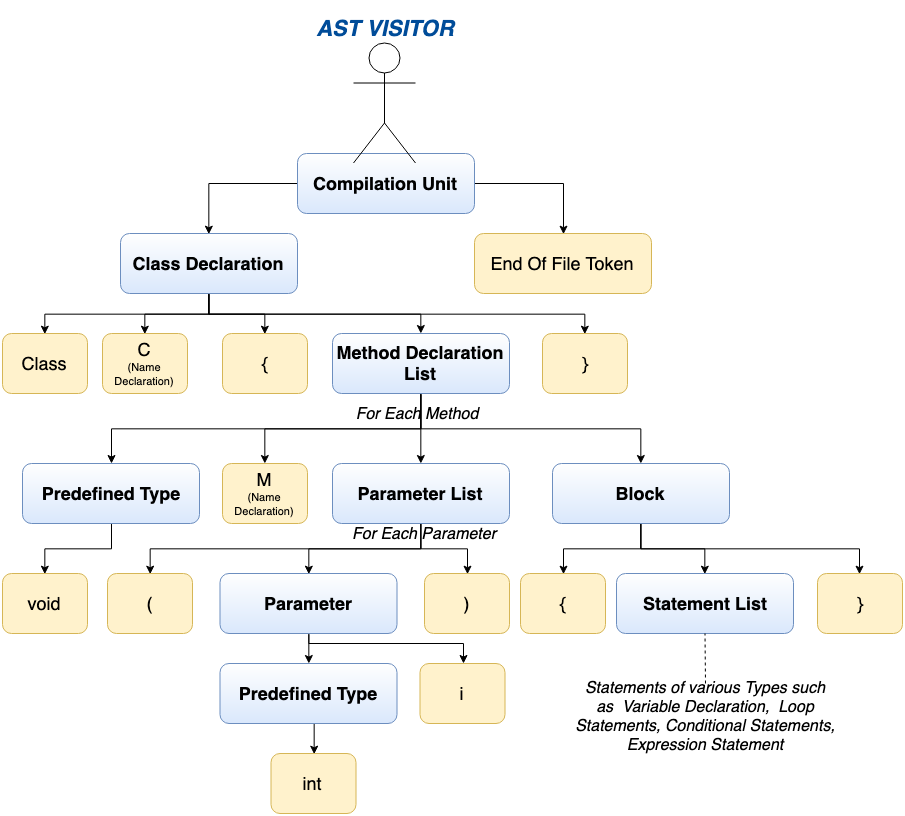 AST VISITOR
Compilation Unit
Class Declaration
End Of File Token
Class
C
(Name
Declaration)
{
Method Declaration
List
}
For Each Method
Predefined Type
M
(Name
Declaration)
Parameter List
Block
For Each Parameter
void
(
Parameter
)
{
Statement List
}
Predefined Type
i
Statements of various Types such
as Variable Declaration, Loop
Statements, Conditional Statements,
Expression Statement
int